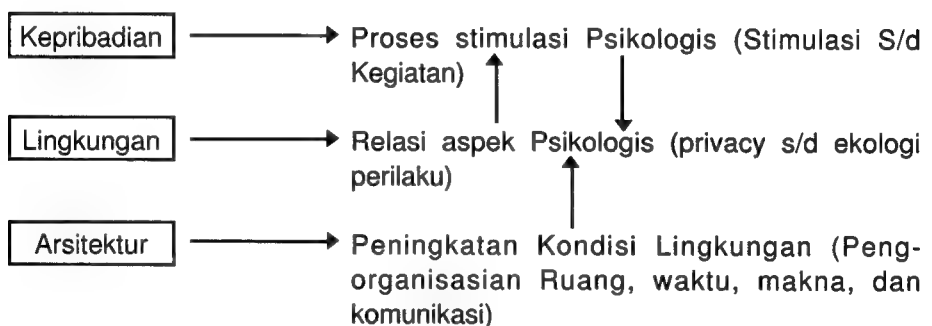 Kepribadian
Proses stimulasi Psikologis (Stimulasi S/d
Kegiatan)
Lingkungan
Relasi aspek Psikologis (privacy s/d ekologi
perilaku)
Arsitektur
Peningkatan Kondisi Lingkungan (Peng-
organisasian Ruang, waktu, makna, dan
komunikasi)